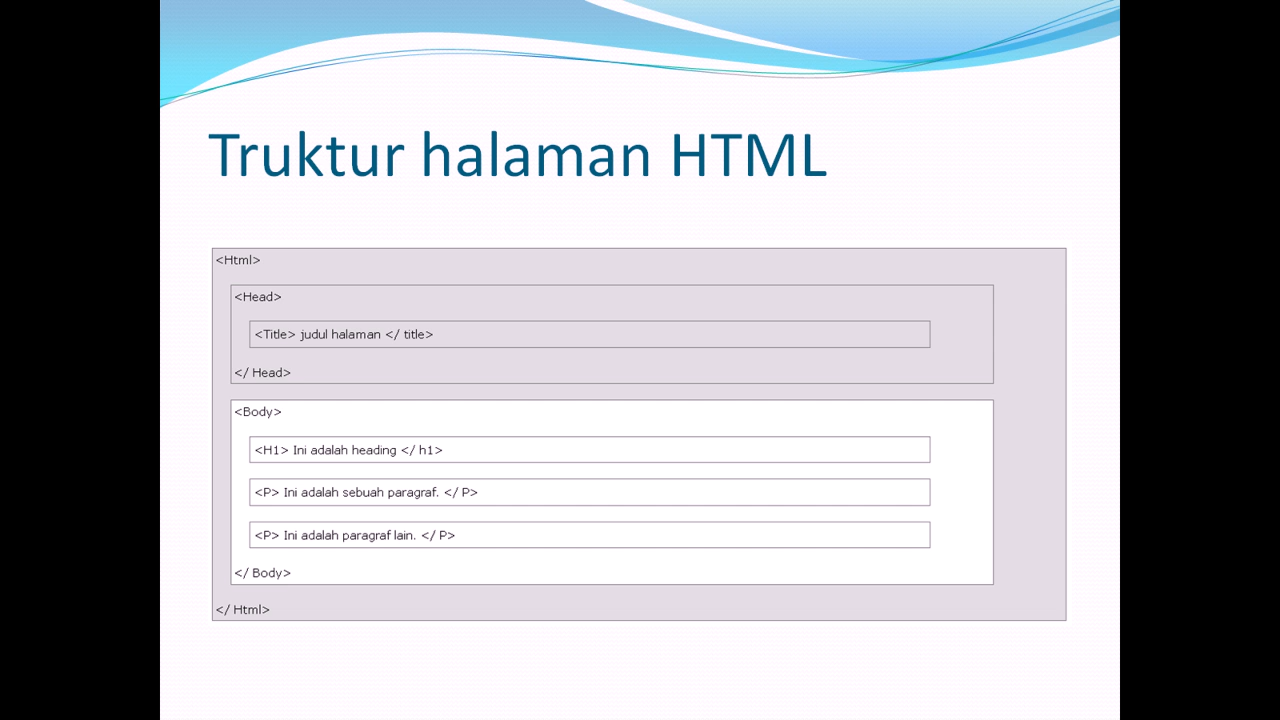 Truktur halaman HTML
<Html>
<Head>
<Title> judul halaman </ title>
</ Head>
<Body>
<H1> Ini adalah heading </ h1>
<P> Ini adalah sebuah paragraf. </ P>
<P> Ini adalah paragraf lain. </ P>
</ Body>
</ Html>